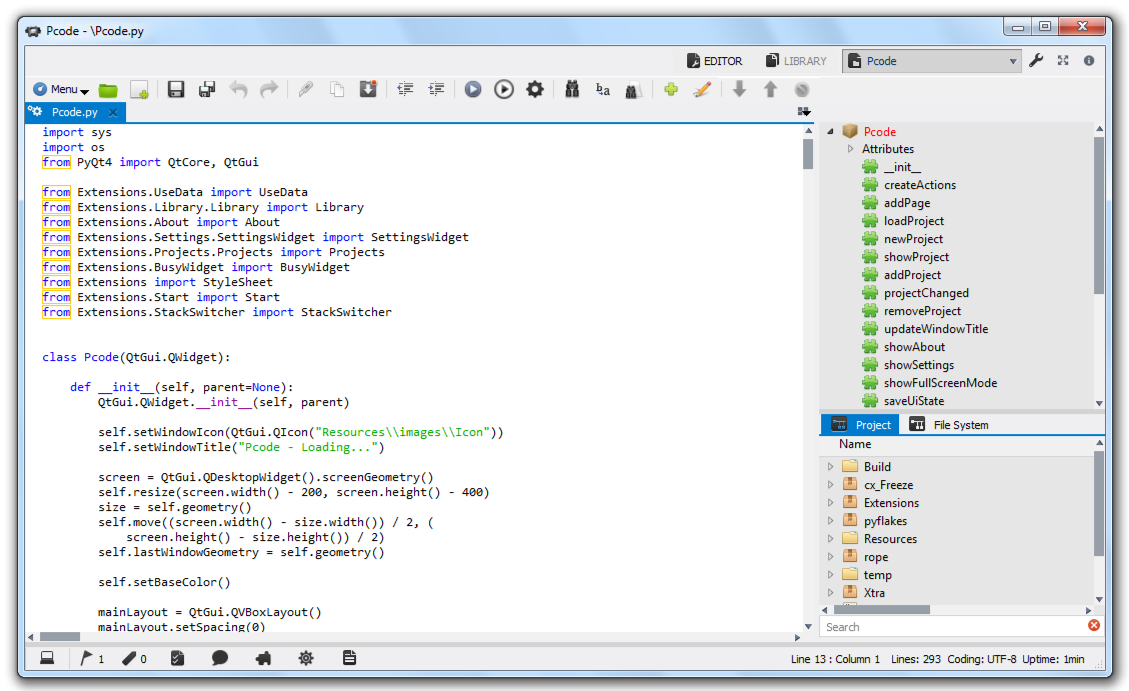 Pcode - \Pcode.py
EDITOR
LIBRARY
Pcode
Menu
ba
Pcode.py
import sys
import os
from PyQt4 import QtCore, QtGui
from Extensions.UseData import UseData
from Extensions.Library.Library import Library
from Extensions.About import About
from Extensions.Settings.SettingsWidget import SettingsWidget
from Extensions.Projects.Projects import Projects
from Extensions.BusyWidget import BusyWidget
from Extensions import StyleSheet
from Extensions.Start import Start
from Extensions.StackSwitcher import StackSwitcher
class Pcode(QtGui.QWidget):
def __init__(self, parent=None):
QtGui.QWidget.__init__(self, parent)
self.setWindowIcon(QtGui.QIcon("Resources\\images\\Icon"))
self.setWindowTitle("Pcode - Loading...")
screen = QtGui.QDesktopWidget().screenGeometry()
self.resize(screen.width() - 200, screen.height() - 400)
size = self.geometry()
self.move((screen.width() - size.width()) / 2, (
screen.height() - size.height()) / 2)
self.lastWindowGeometry = self.geometry()
self.setBaseColor()
mainLayout = QtGui.QVBoxLayout()
mainLayout.setSpacing(0)
Pcode
Attributes
__init__
createActions
addPage
loadProject
newProject
showProject
addProject
projectChanged
removeProject
updateWindowTitle
showAbout
showSettings
showFullScreenMode
saveUiState
Project
File System
Name
Build
cx_Freeze
Extensions
pyflakes
Resources
rope
temp
Xtra
Search
1
0
Line 13 : Column 1 Lines: 293 Coding: UTF-8 Uptime: 1min